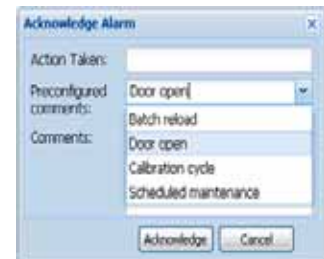 Acknowledge Alarm x
Action Taken:
Preconfigured comments: Door open
Batch reload
Comments: Door open
Calibration cycle
Scheduled maintenance
Acknowledge Cancel